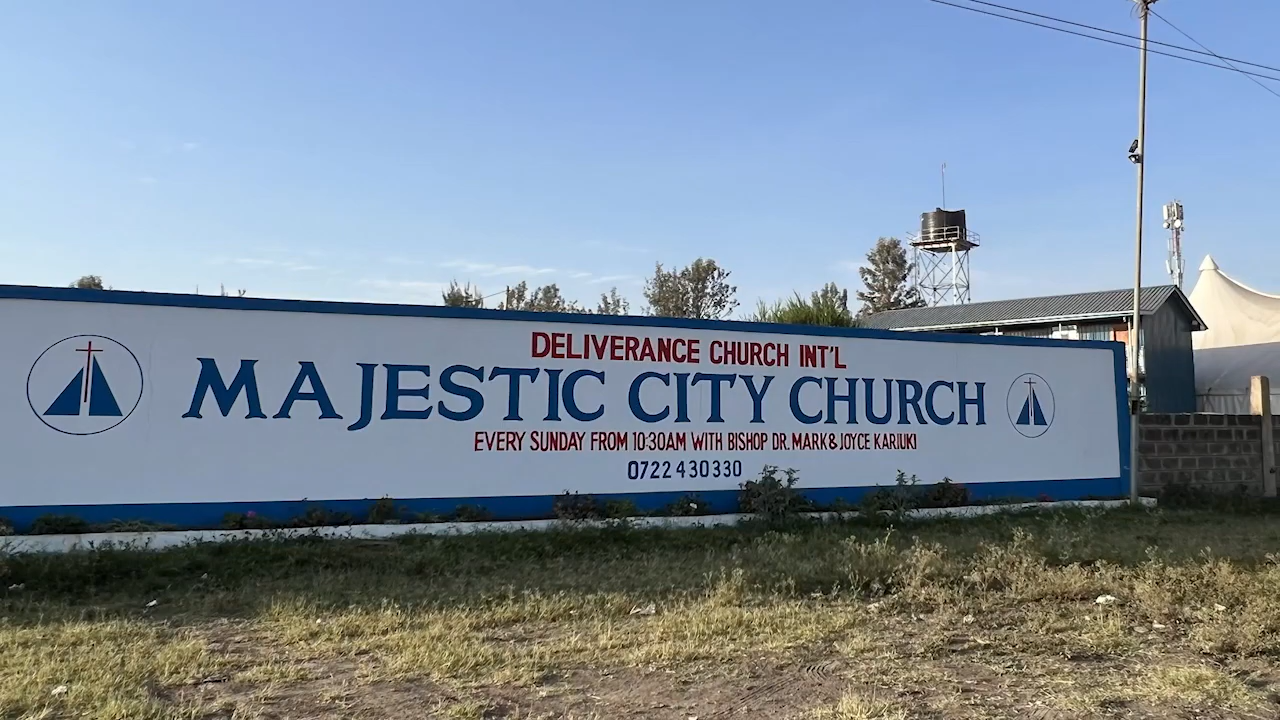 DELIVERANCE CHURCH INT'L
MAJESTIC CITY CHURCH
EVERY SUNDAY FROM 10:30AM WITH BISHOP DR. MARK & JOYCE KARIUKI
0722 430330